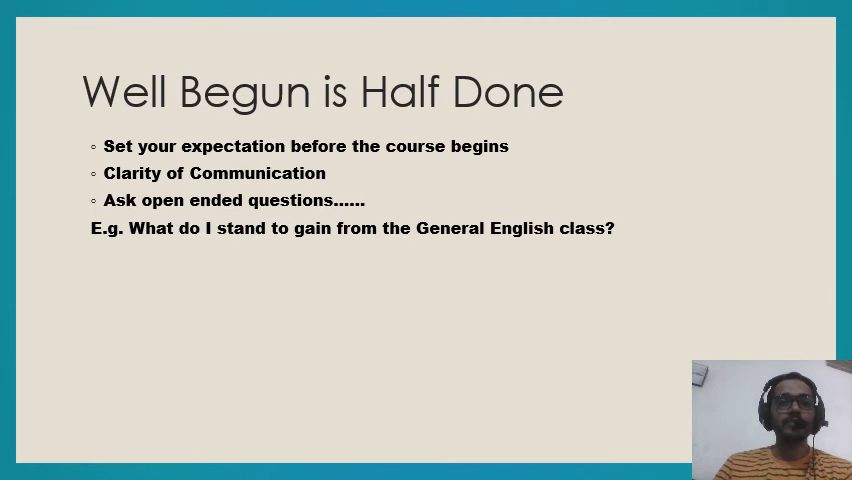 Well Begun is Half Done
◦ Set your expectation before the course begins
◦ Clarity of Communication
◦ Ask open ended questions......
E.g. What do I stand to gain from the General English class?